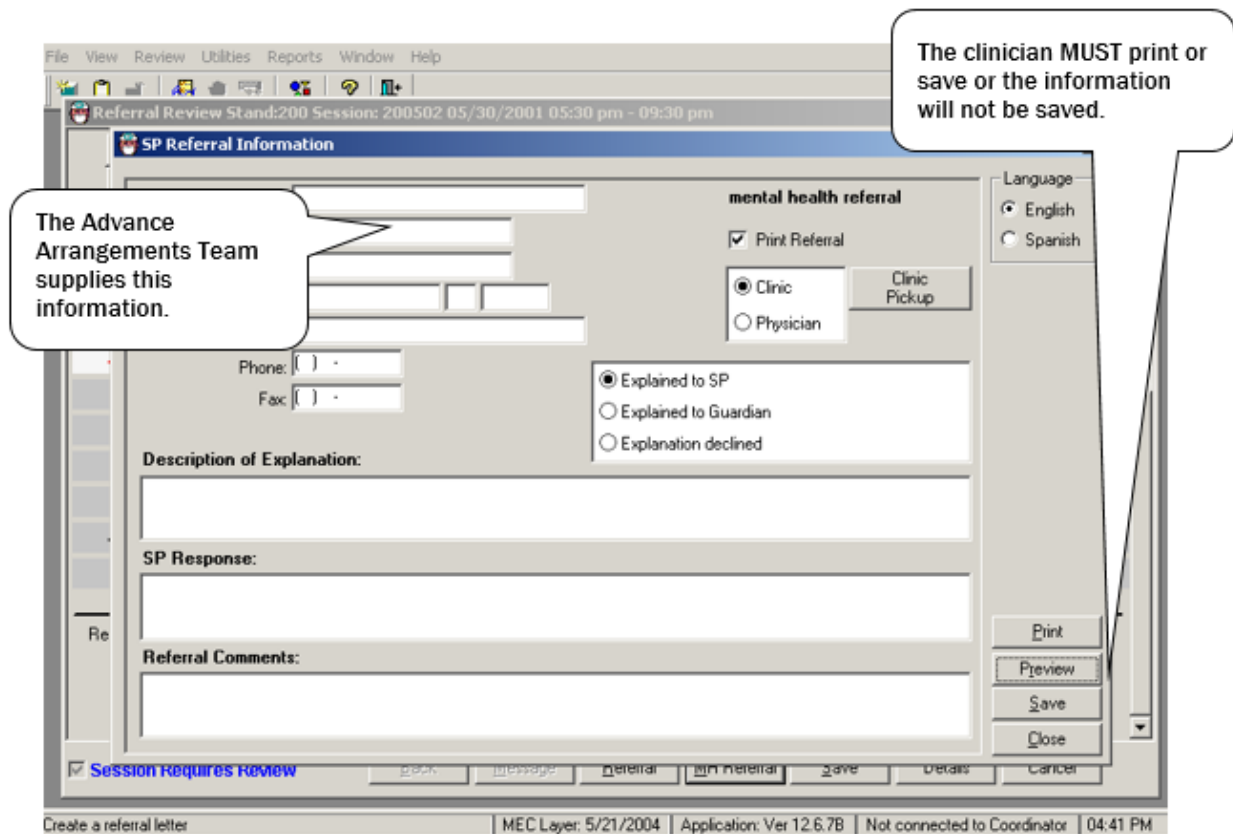 The clinician MUST print or
save or the information
will not be saved.
File View Review Utilities Reports Window Help
Referral Review Stand:200 Session: 200502 05/30/2001 05:30 pm - 09:30 pm
SP Referral Information
The Advance
Arrangements Team
supplies this
information.
mental health referral
Print Referral
Clinic
Physician
Clinic
Pickup
Language
English
Spanish
Phone: ( ) -
Fax: ( ) -
Explained to SP
Explained to Guardian
Explanation declined
Description of Explanation:
SP Response:
Referral Comments:
Re
Print
Preview
Save
Close
Session Requires Review
Back Message Referral MH Referral Save Details Cancel
Create a referral letter MEC Layer: 5/21/2004 Application: Ver 12.6.7B Not connected to Coordinator 04:41 PM